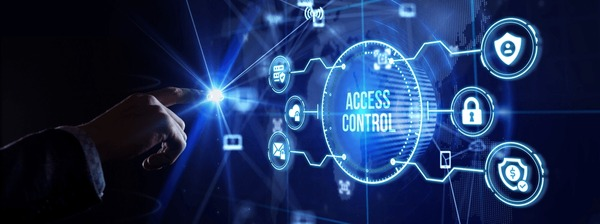 ACCESS
CONTROL
$